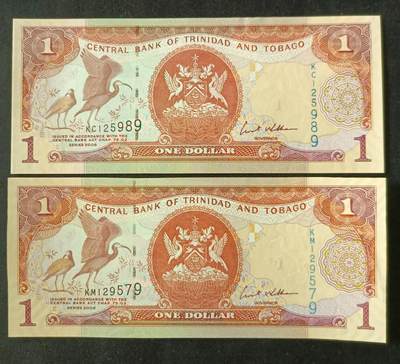 1
CENTRAL BANK OF TRINIDAD AND TOBAGO
1
KC125989
KC125989
ISSUED IN ACCORDANCE WITH THE
CENTRAL BANK ACT CHAP 79:02
SERIES 2006
GOVERNOR
1
ONE DOLLAR
1
1
CENTRAL BANK OF TRINIDAD AND TOBAGO
1
KM129579
KM129579
ISSUED IN ACCORDANCE WITH THE
CENTRAL BANK ACT CHAP 79:02
SERIES 2006
GOVERNOR
1
ONE DOLLAR
1